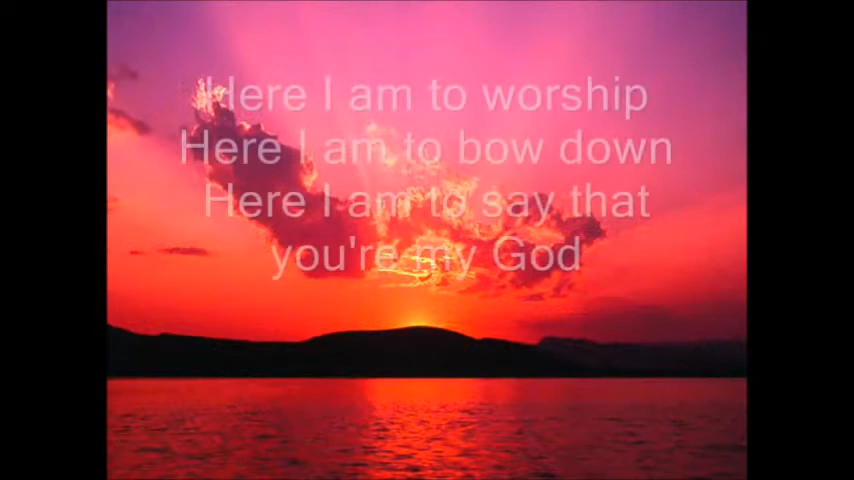 Here I am to worship
Here I am to bow down
Here I am to say that
you're my God